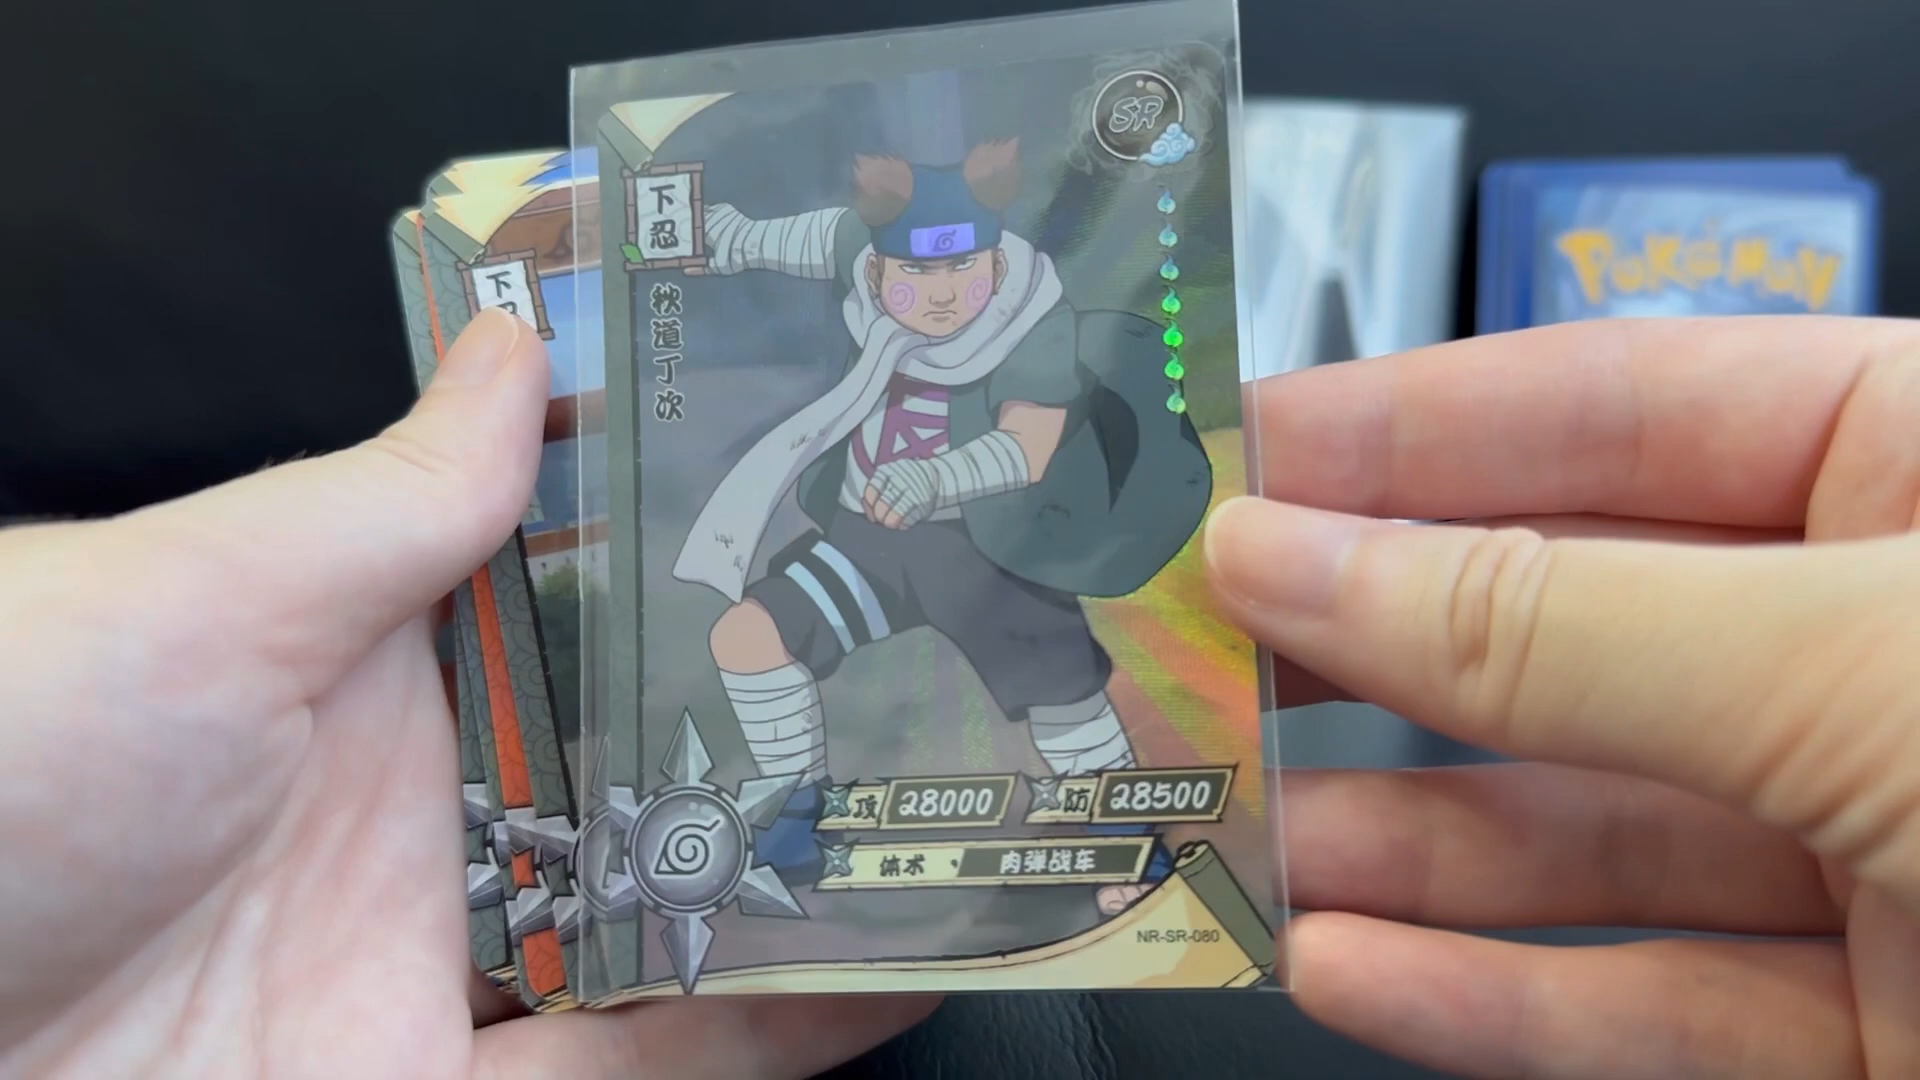 SR
下忍
下
秋道丁次
POKéMON
攻 28000
防 28500
体术 · 肉弹战车
NR-SR-080